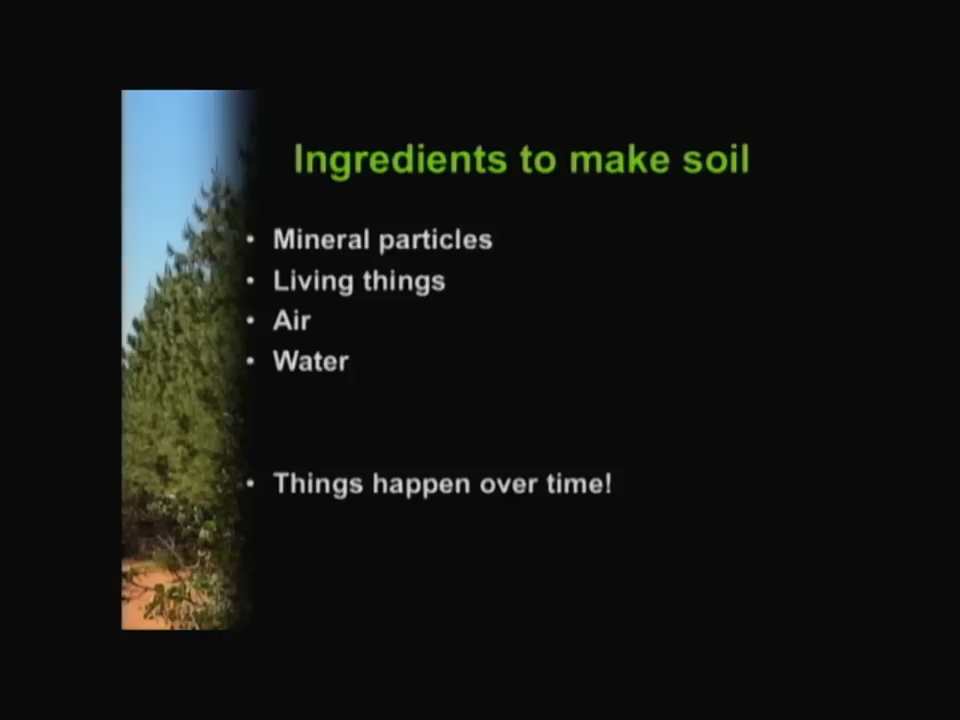 Ingredients to make soil
• Mineral particles
• Living things
• Air
• Water
• Things happen over time!